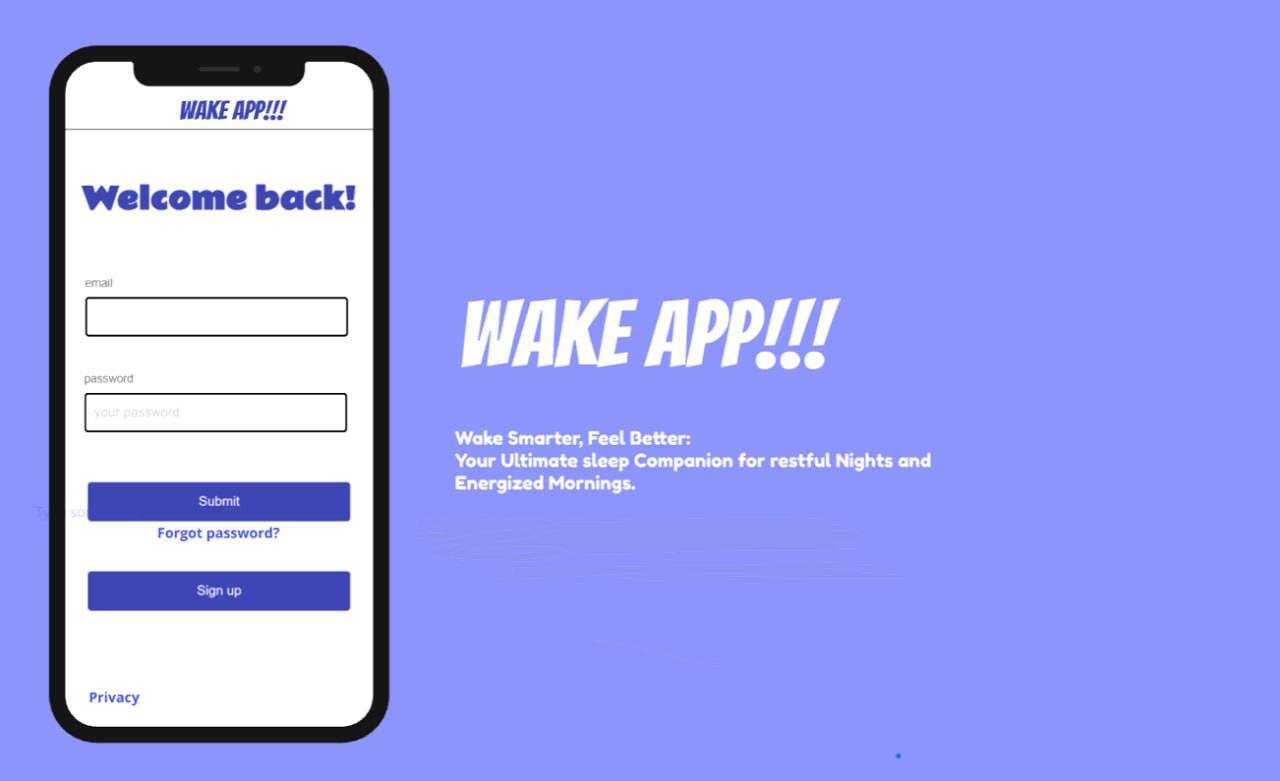 WAKE APP!!!
Welcome back!
email
password
your password
Submit
Forgot password?
Sign up
Privacy
WAKE APP!!!
Wake Smarter, Feel Better:
Your Ultimate sleep Companion for restful Nights and
Energized Mornings.